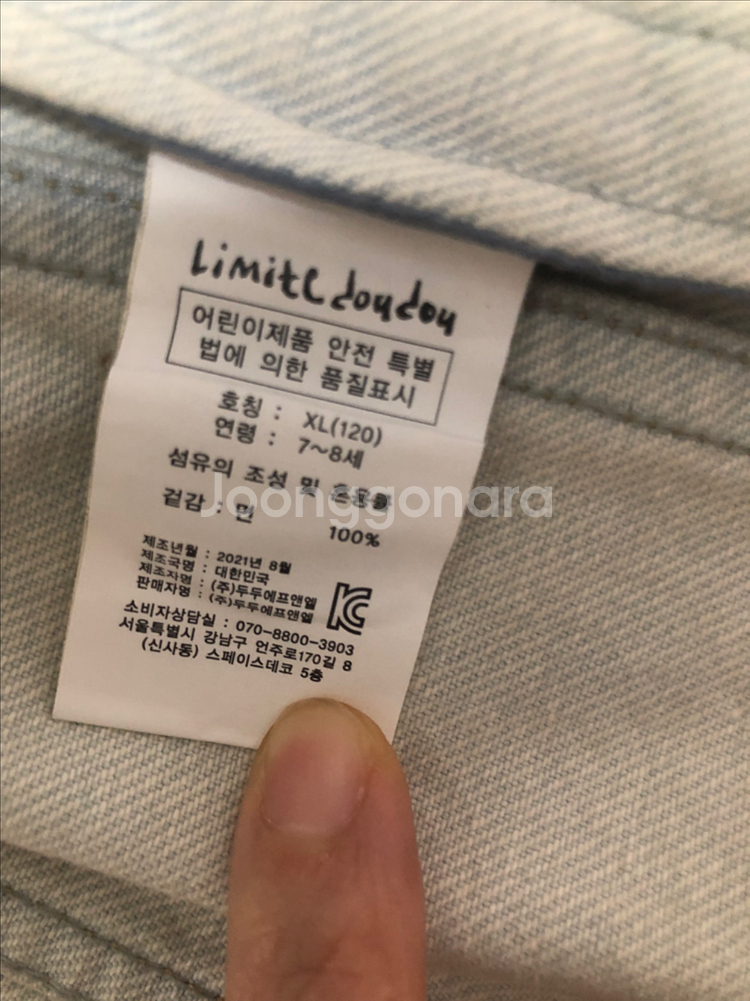 Limite doudou
어린이제품 안전 특별
법에 의한 품질표시
호칭 : XL(120)
연령 : 7~8세
섬유의 조성 및 혼용률
겉감 : 면 100%
Joonggonara
제조년월 : 2021년 8월
제조국명 : 대한민국
제조자명 : (주)두두에프앤엘
판매자명 : (주)두두에프앤엘
KC
소비자상담실 : 070-8800-3903
서울특별시 강남구 언주로170길 8
(신사동) 스페이스데코 5층